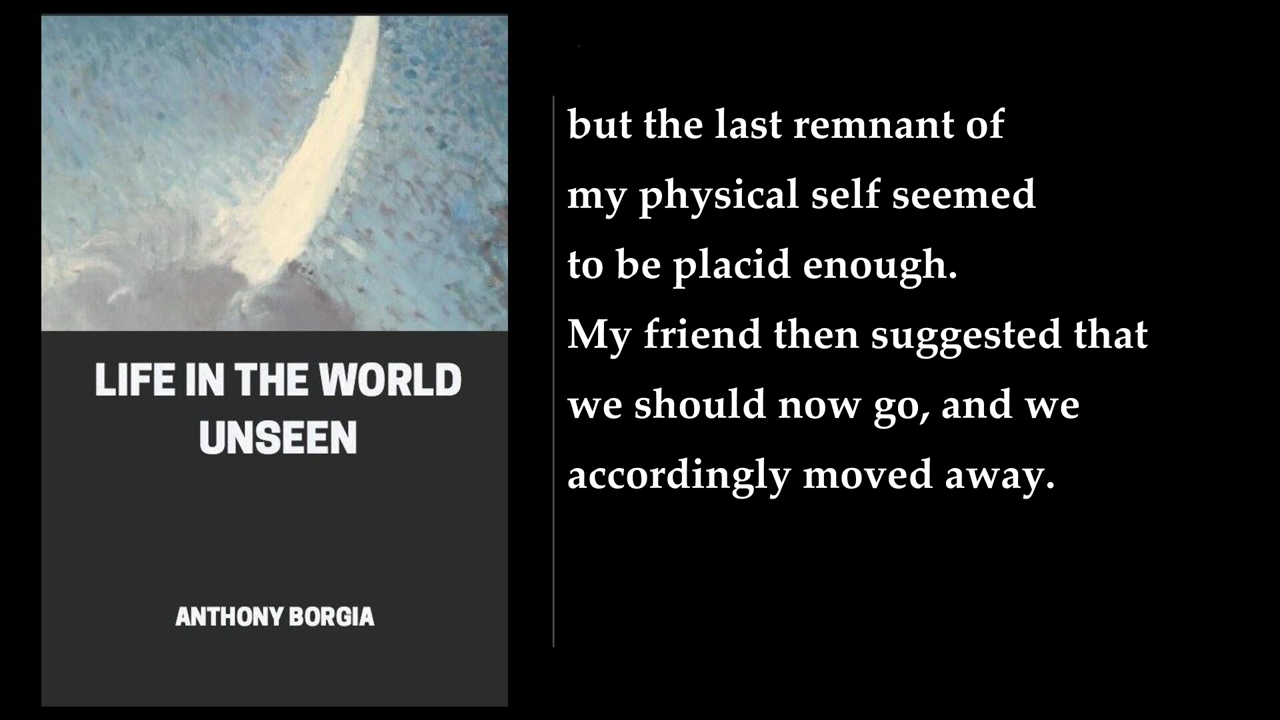 LIFE IN THE WORLD
UNSEEN
ANTHONY BORGIA
but the last remnant of
my physical self seemed
to be placid enough.
My friend then suggested that
we should now go, and we
accordingly moved away.